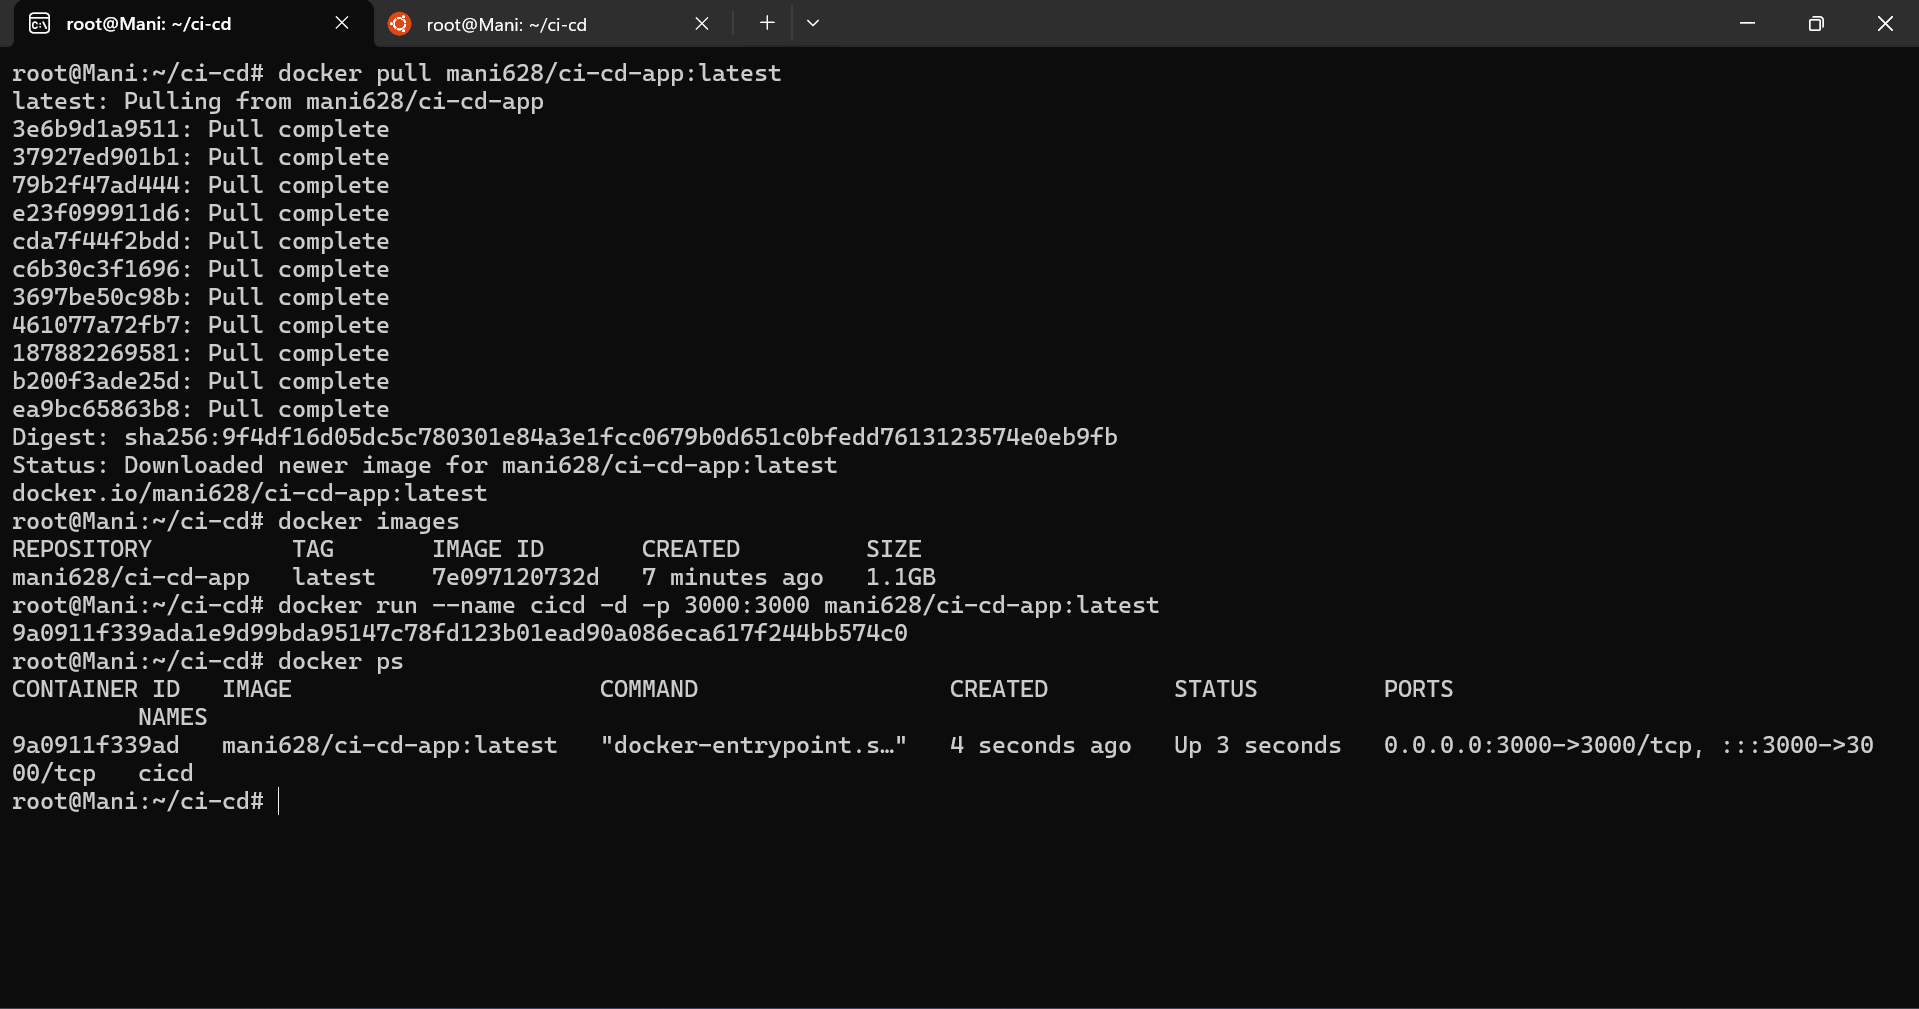 root@Mani: ~/ci-cd
root@Mani: ~/ci-cd
root@Mani:~/ci-cd# docker pull mani628/ci-cd-app:latest
latest: Pulling from mani628/ci-cd-app
3e6b9d1a9511: Pull complete
37927ed901b1: Pull complete
79b2f47ad444: Pull complete
e23f099911d6: Pull complete
cda7f44f2bdd: Pull complete
c6b30c3f1696: Pull complete
3697be50c98b: Pull complete
461077a72fb7: Pull complete
187882269581: Pull complete
b200f3ade25d: Pull complete
ea9bc65863b8: Pull complete
Digest: sha256:9f4df16d05dc5c780301e84a3e1fcc0679b0d651c0bfedd7613123574e0eb9fb
Status: Downloaded newer image for mani628/ci-cd-app:latest
docker.io/mani628/ci-cd-app:latest
root@Mani:~/ci-cd# docker images
REPOSITORY          TAG       IMAGE ID       CREATED         SIZE
mani628/ci-cd-app   latest    7e097120732d   7 minutes ago   1.1GB
root@Mani:~/ci-cd# docker run --name cicd -d -p 3000:3000 mani628/ci-cd-app:latest
9a0911f339ada1e9d99bda95147c78fd123b01ead90a086eca617f244bb574c0
root@Mani:~/ci-cd# docker ps
CONTAINER ID   IMAGE                      COMMAND                  CREATED         STATUS         PORTS
         NAMES
9a0911f339ad   mani628/ci-cd-app:latest   "docker-entrypoint.s…"   4 seconds ago   Up 3 seconds   0.0.0.0:3000->3000/tcp, :::3000->30
00/tcp   cicd
root@Mani:~/ci-cd#